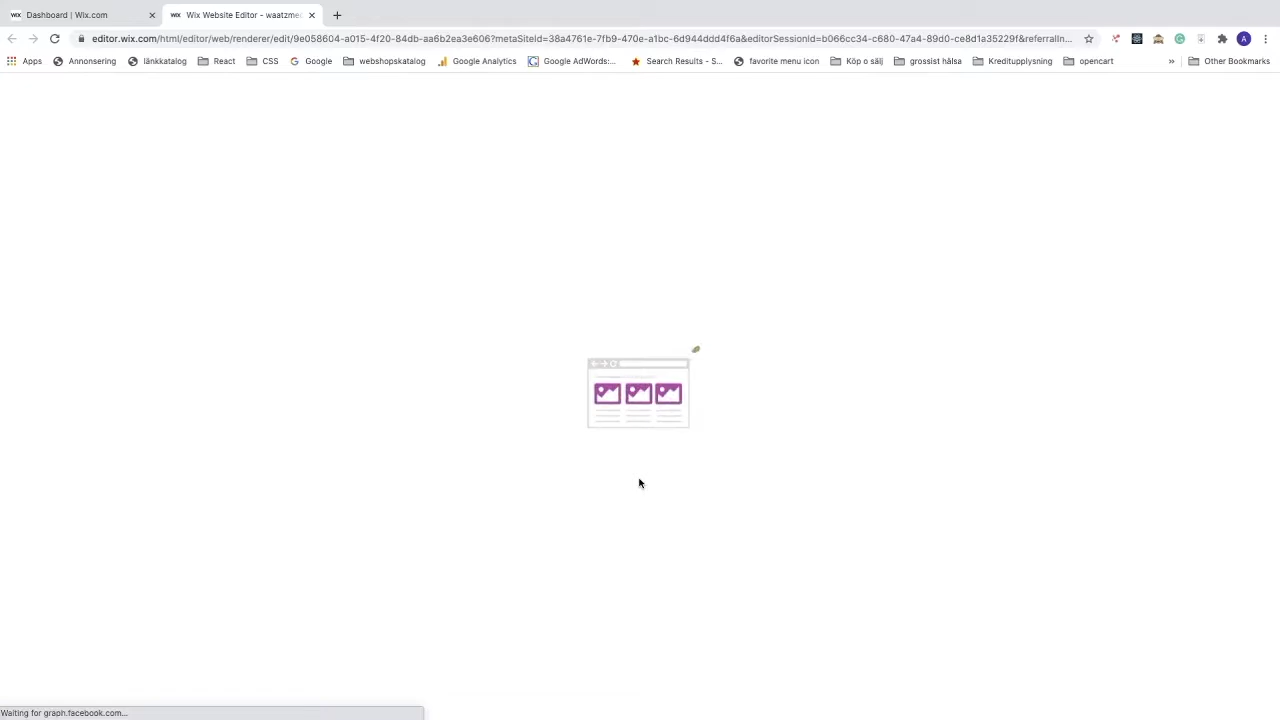 WIX Dashboard | Wix.com
WIX Wix Website Editor - waatzme
editor.wix.com/html/editor/web/renderer/edit/9e058604-a015-4f20-84db-aa6b2ea3e606?metaSiteId=38a4761e-7fb9-470e-a1bc-6d944ddd4f6a&editorSessionId=b066cc34-c680-47a4-89d0-ce8d1a35229f&referralIn...
A
Apps Annonsering länkkatalog React CSS Google webshopskatalog Google Analytics Google AdWords:... Search Results - S... favorite menu icon Köp o sälj grossist hälsa Kreditupplysning opencart » Other Bookmarks
Waiting for graph.facebook.com...